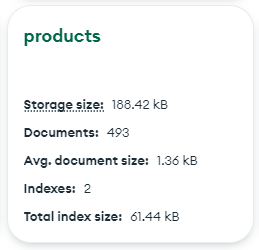 products
Storage size: 188.42 kB
Documents: 493
Avg. document size: 1.36 kB
Indexes: 2
Total index size: 61.44 kB